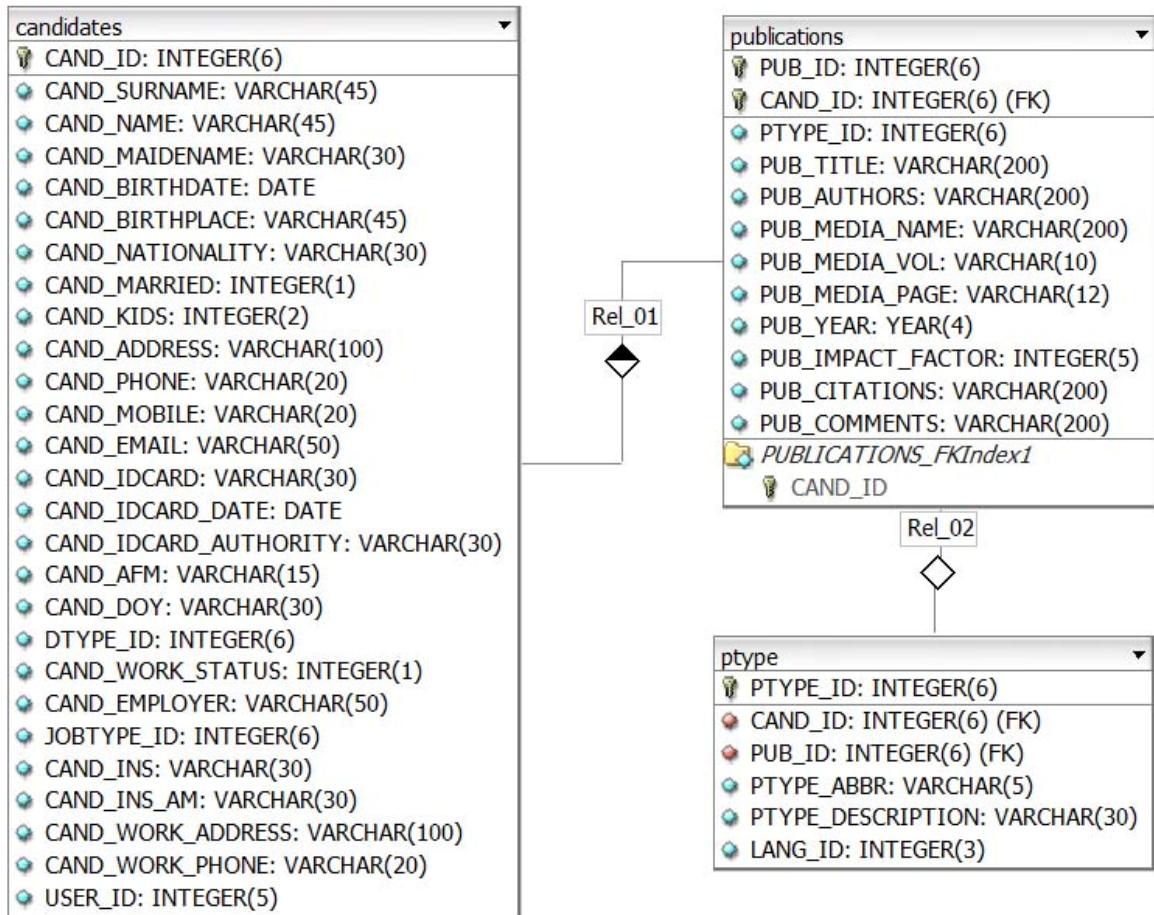 candidates
CAND_ID: INTEGER(6)
CAND_SURNAME: VARCHAR(45)
CAND_NAME: VARCHAR(45)
CAND_MAIDENAME: VARCHAR(30)
CAND_BIRTHDATE: DATE
CAND_BIRTHPLACE: VARCHAR(45)
CAND_NATIONALITY: VARCHAR(30)
CAND_MARRIED: INTEGER(1)
CAND_KIDS: INTEGER(2)
CAND_ADDRESS: VARCHAR(100)
CAND_PHONE: VARCHAR(20)
CAND_MOBILE: VARCHAR(20)
CAND_EMAIL: VARCHAR(50)
CAND_IDCARD: VARCHAR(30)
CAND_IDCARD_DATE: DATE
CAND_IDCARD_AUTHORITY: VARCHAR(30)
CAND_AFM: VARCHAR(15)
CAND_DOY: VARCHAR(30)
DTYPE_ID: INTEGER(6)
CAND_WORK_STATUS: INTEGER(1)
CAND_EMPLOYER: VARCHAR(50)
JOBTYPE_ID: INTEGER(6)
CAND_INS: VARCHAR(30)
CAND_INS_AM: VARCHAR(30)
CAND_WORK_ADDRESS: VARCHAR(100)
CAND_WORK_PHONE: VARCHAR(20)
USER_ID: INTEGER(5)
Rel_01
publications
PUB_ID: INTEGER(6)
CAND_ID: INTEGER(6) (FK)
PTYPE_ID: INTEGER(6)
PUB_TITLE: VARCHAR(200)
PUB_AUTHORS: VARCHAR(200)
PUB_MEDIA_NAME: VARCHAR(200)
PUB_MEDIA_VOL: VARCHAR(10)
PUB_MEDIA_PAGE: VARCHAR(12)
PUB_YEAR: YEAR(4)
PUB_IMPACT_FACTOR: INTEGER(5)
PUB_CITATIONS: VARCHAR(200)
PUB_COMMENTS: VARCHAR(200)
PUBLICATIONS_FKIndex1
CAND_ID
Rel_02
ptype
PTYPE_ID: INTEGER(6)
CAND_ID: INTEGER(6) (FK)
PUB_ID: INTEGER(6) (FK)
PTYPE_ABBR: VARCHAR(5)
PTYPE_DESCRIPTION: VARCHAR(30)
LANG_ID: INTEGER(3)